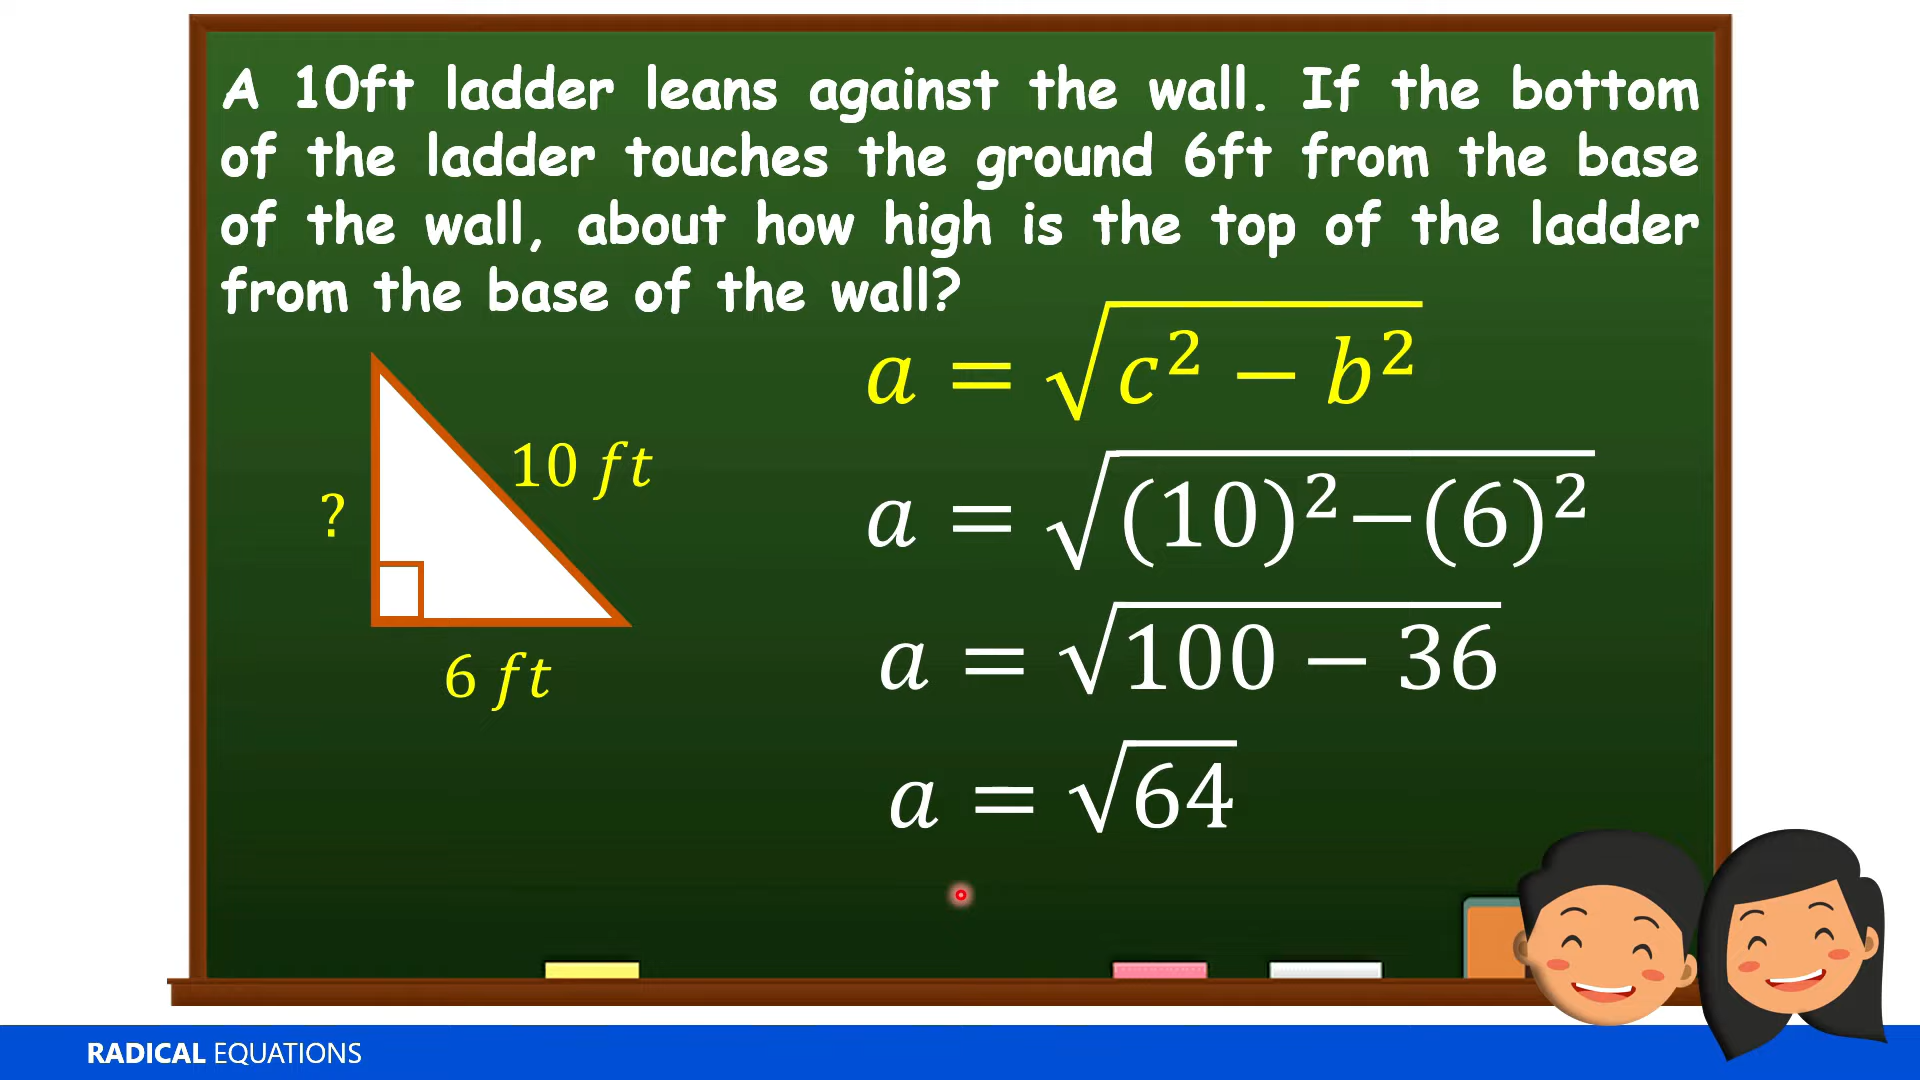 A 10ft ladder leans against the wall. If the bottom
of the ladder touches the ground 6ft from the base
of the wall, about how high is the top of the ladder
from the base of the wall?
a = √(c² − b²)
10 ft
a = √((10)²−(6)²)
?
a = √(100 − 36)
6 ft
a = √64
RADICAL EQUATIONS